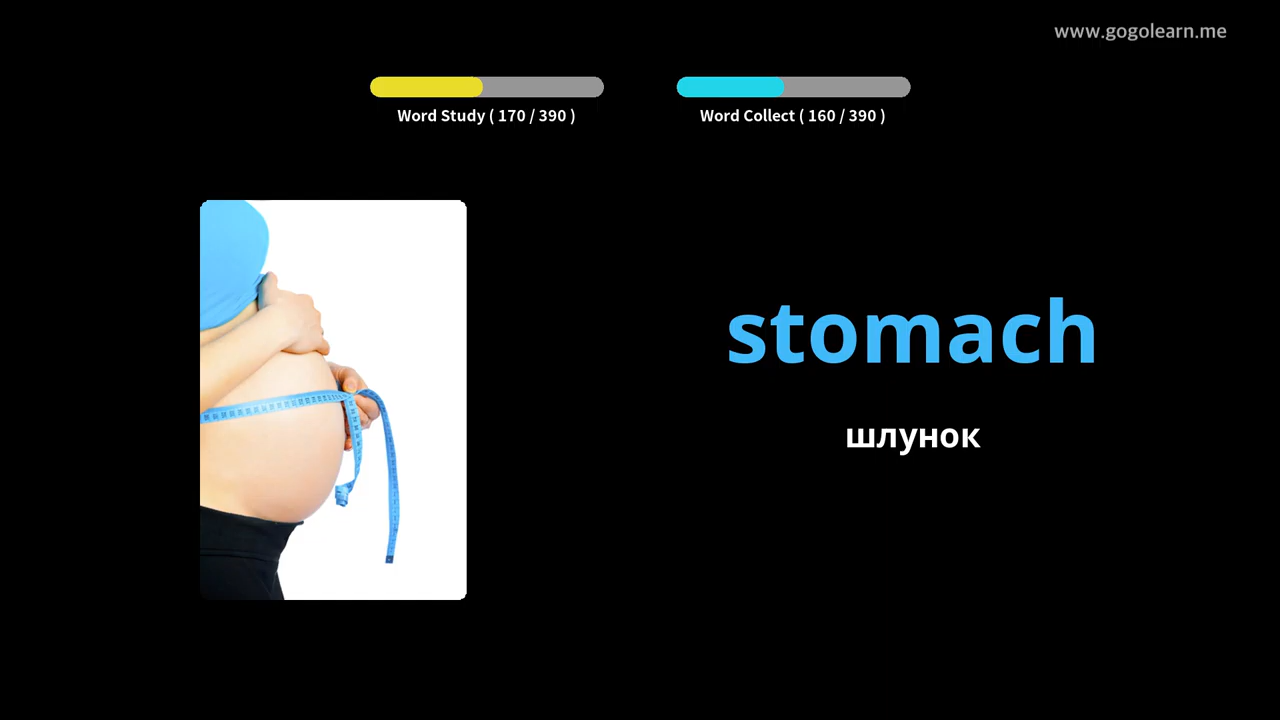 www.gogolearn.me
Word Study ( 170 / 390 )
Word Collect ( 160 / 390 )
stomach
шлунок